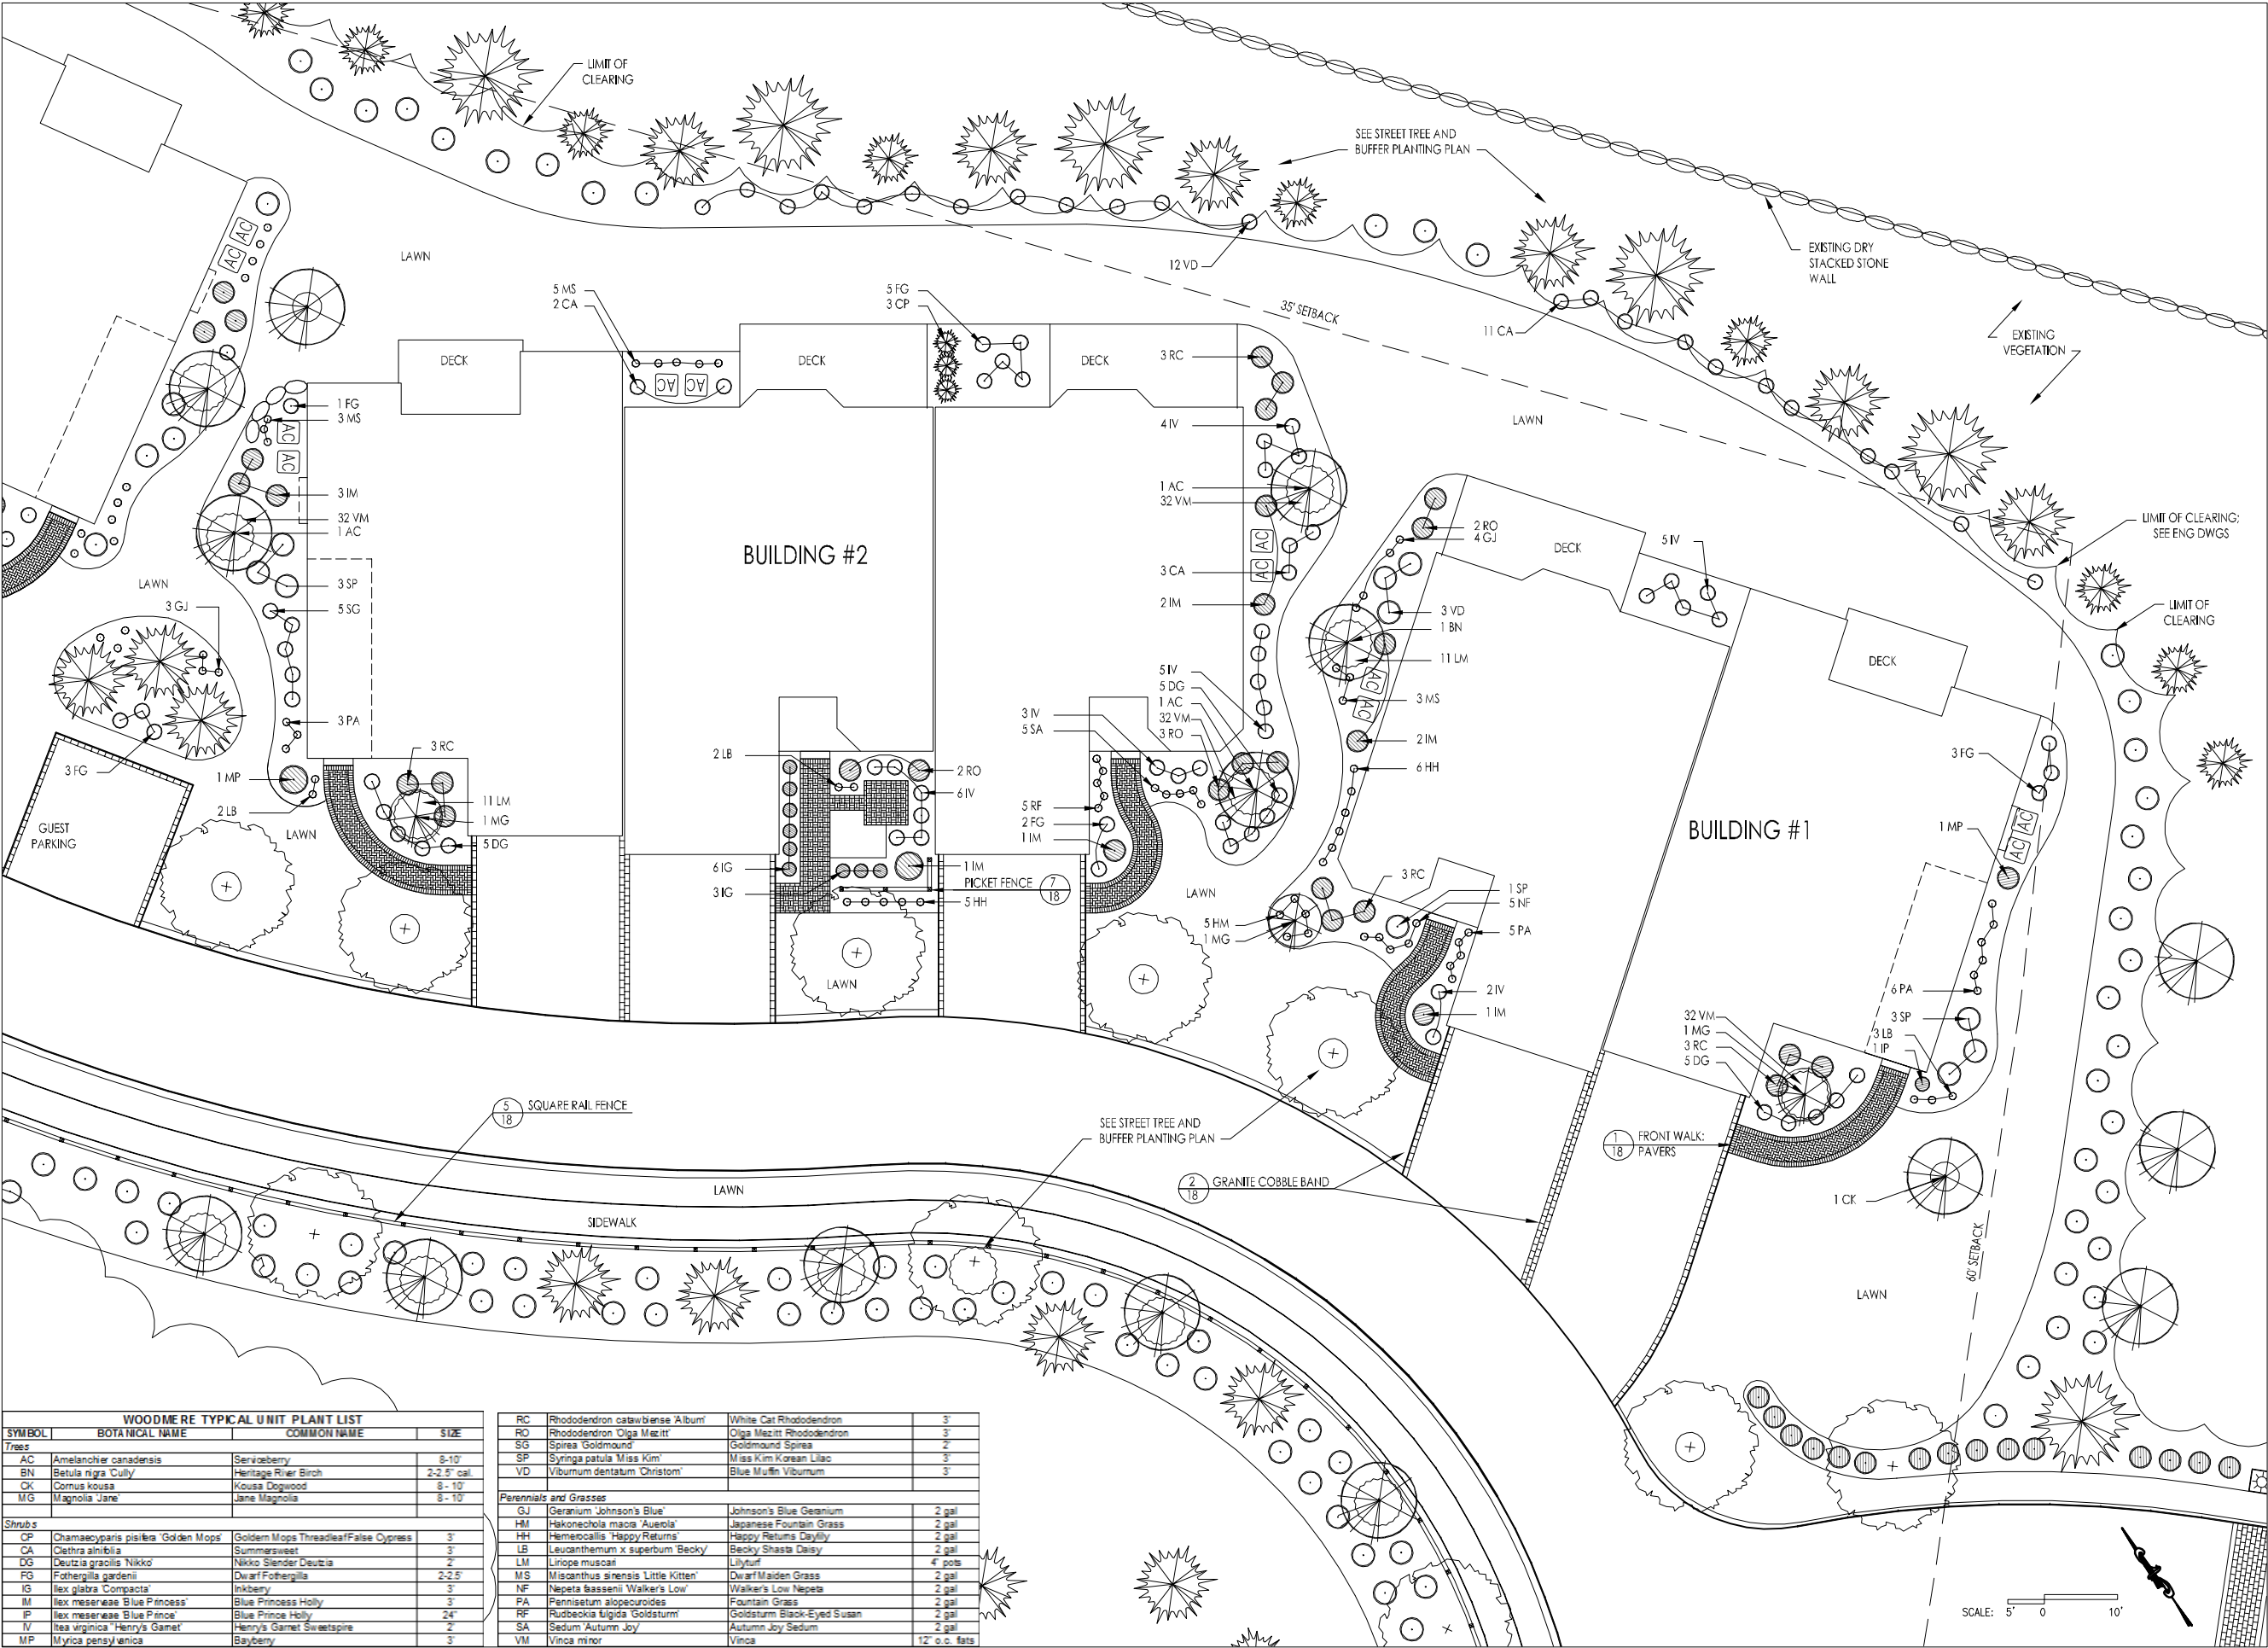 LIMIT OF
CLEARING
SEE STREET TREE AND
BUFFER PLANTING PLAN
AC
AC
LAWN
12 VD
EXISTING DRY
STACKED STONE
WALL
5 MS
2 CA
5 FG
3 CP
35' SETBACK
11 CA
EXISTING
VEGETATION
DECK
AC
AC
DECK
DECK
3 RC
1 FG
3 MS
AC
AC
4 IV
LAWN
3 IM
32 VM
1 AC
1 AC
32 VM
AC
AC
2 RO
4 GJ
DECK
5 IV
LIMIT OF CLEARING;
SEE ENG DWGS
BUILDING #2
LAWN
3 SP
5 SG
3 GJ
3 CA
2 IM
3 VD
1 BN
11 LM
LIMIT OF
CLEARING
DECK
AC
AC
3 MS
5 IV
5 DG
1 AC
32 VM
3 RO
3 IV
5 SA
3 PA
3 RC
2 IM
3 FG
1 MP
2 LB
2 RO
6 IV
6 HH
3 FG
2 LB
11 LM
1 MG
5 RF
2 FG
1 IM
GUEST
PARKING
LAWN
5 DG
BUILDING #1
1 MP
AC
AC
6 IG
3 IG
1 IM
PICKET FENCE
7
18
5 HH
LAWN
3 RC
1 SP
5 NF
5 HM
1 MG
5 PA
LAWN
2 IV
1 IM
6 PA
32 VM
1 MG
3 RC
5 DG
3 SP
3 LB
1 IP
5
18
SQUARE RAIL FENCE
SEE STREET TREE AND
BUFFER PLANTING PLAN
1
18
FRONT WALK:
PAVERS
2
18
GRANITE COBBLE BAND
LAWN
SIDEWALK
1 CK
60' SETBACK
LAWN
WOODMERE TYPICAL UNIT PLANT LIST
SYMBOL BOTANICAL NAME COMMON NAME SIZE
Trees
AC Amelanchier canadensis Serviceberry 8-10'
BN Betula nigra 'Cully' Heritage River Birch 2-2.5" cal.
CK Cornus kousa Kousa Dogwood 8 - 10'
MG Magnolia 'Jane' Jane Magnolia 8 - 10'
Shrubs
CP Chamaecyparis pisifera 'Golden Mops' Goldern Mops Threadleaf False Cypress 3'
CA Clethra alnifolia Summersweet 3'
DG Deutzia gracilis 'Nikko' Nikko Slender Deutzia 2'
FG Fothergilla gardenii Dwarf Fothergilla 2-2.5'
IG Ilex glabra 'Compacta' Inkberry 3'
IM Ilex meserveae 'Blue Princess' Blue Princess Holly 3'
IP Ilex meserveae 'Blue Prince' Blue Prince Holly 24"
IV Itea virginica "Henry's Garnet' Henry's Garnet Sweetspire 2'
MP Myrica pensylvanica Bayberry 3'
RC Rhododendron catawbiense 'Album' White Cat Rhododendron 3'
RO Rhododendron 'Olga Mezitt' Olga Mezitt Rhododendron 3'
SG Spirea 'Goldmound' Goldmound Spirea 2'
SP Syringa patula 'Miss Kim' Miss Kim Korean Lilac 3'
VD Viburnum dentatum 'Christom' Blue Muffin Viburnum 3'
Perennials and Grasses
GJ Geranium 'Johnson's Blue' Johnson's Blue Geranium 2 gal
HM Hakonechola macra 'Auerola' Japanese Fountain Grass 2 gal
HH Hemerocallis 'Happy Returns' Happy Returns Daylily 2 gal
LB Leucanthemum x superbum 'Becky' Becky Shasta Daisy 2 gal
LM Liriope muscari Lilyturf 4" pots
MS Miscanthus sinensis 'Little Kitten' Dwarf Maiden Grass 2 gal
NF Nepeta faassenii 'Walker's Low' Walker's Low Nepeta 2 gal
PA Pennisetum alopecuroides Fountain Grass 2 gal
RF Rudbeckia fulgida 'Goldsturm' Goldsturm Black-Eyed Susan 2 gal
SA Sedum 'Autumn Joy' Autumn Joy Sedum 2 gal
VM Vinca minor Vinca 12" o.c. flats
SCALE: 5' 0 10'